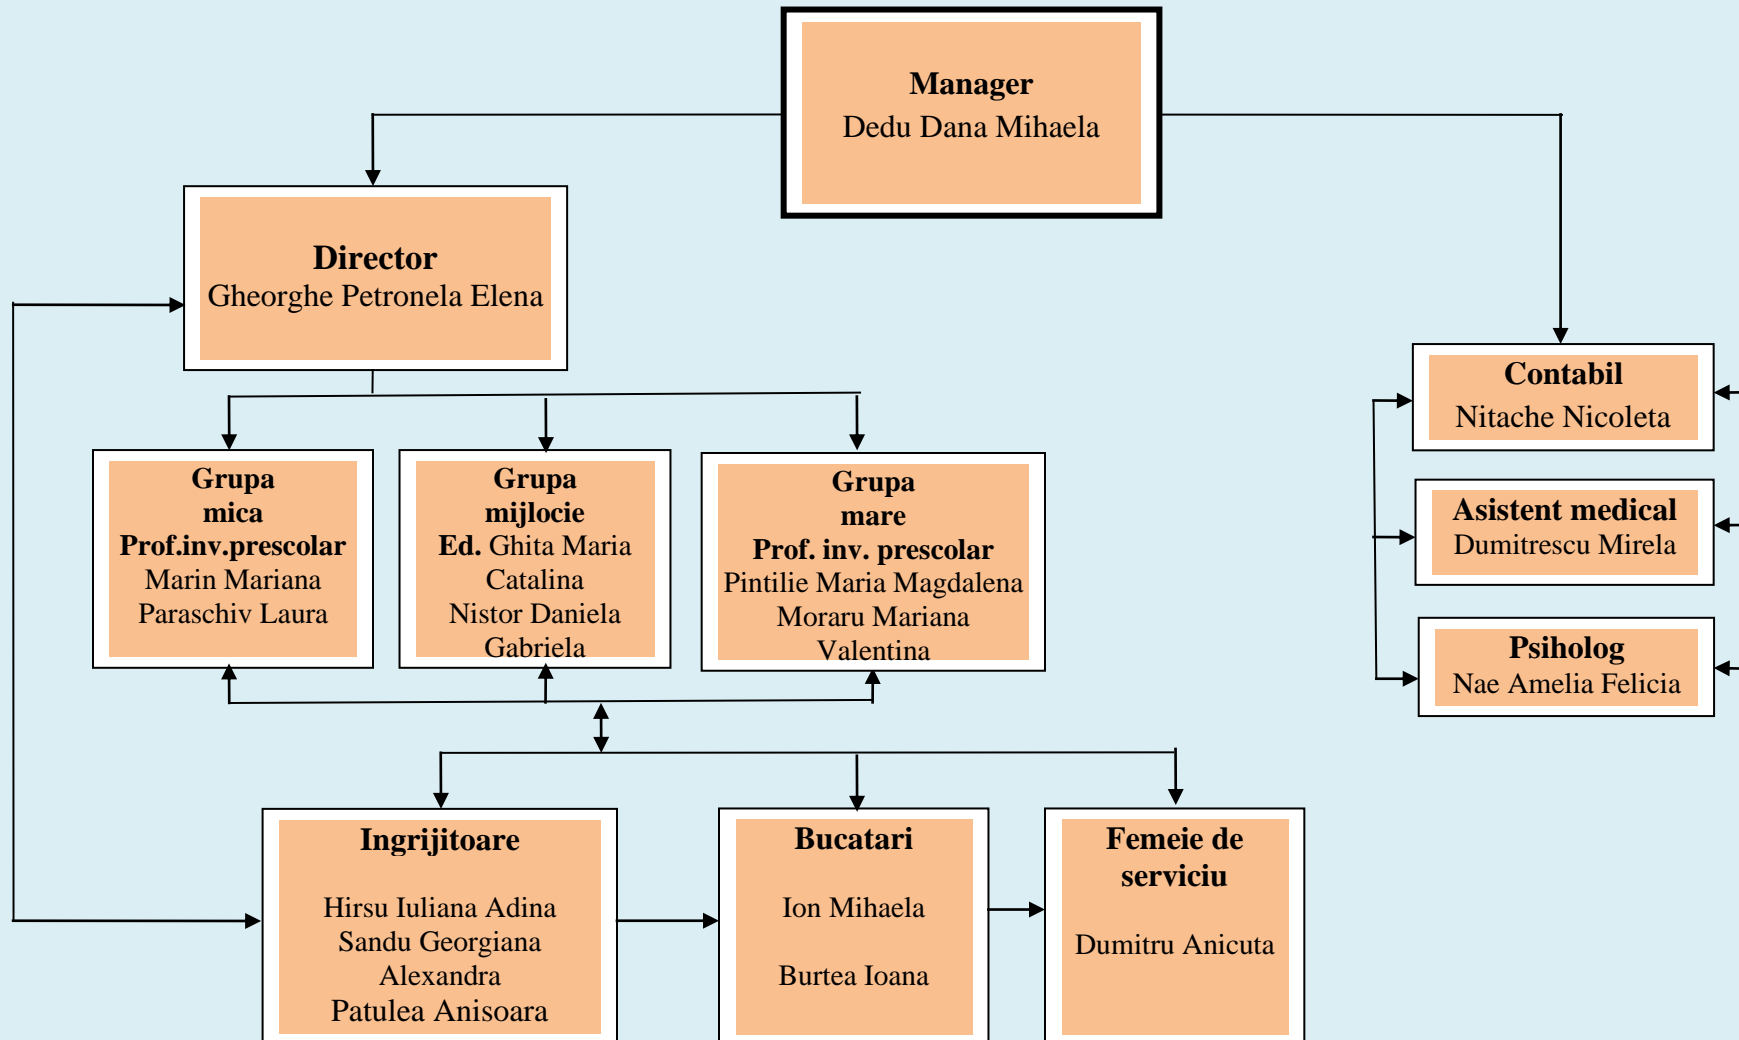 Manager
Dedu Dana Mihaela
Director
Gheorghe Petronela Elena
Contabil
Nitache Nicoleta
Grupa
mica
Prof.inv.prescolar
Marin Mariana
Paraschiv Laura
Grupa
mijlocie
Ed. Ghita Maria
Catalina
Nistor Daniela
Gabriela
Grupa
mare
Prof. inv. prescolar
Pintilie Maria Magdalena
Moraru Mariana
Valentina
Asistent medical
Dumitrescu Mirela
Psiholog
Nae Amelia Felicia
Ingrijitoare
Hirsu Iuliana Adina
Sandu Georgiana
Alexandra
Patulea Anisoara
Bucatari
Ion Mihaela
Burtea Ioana
Femeie de
serviciu
Dumitru Anicuta